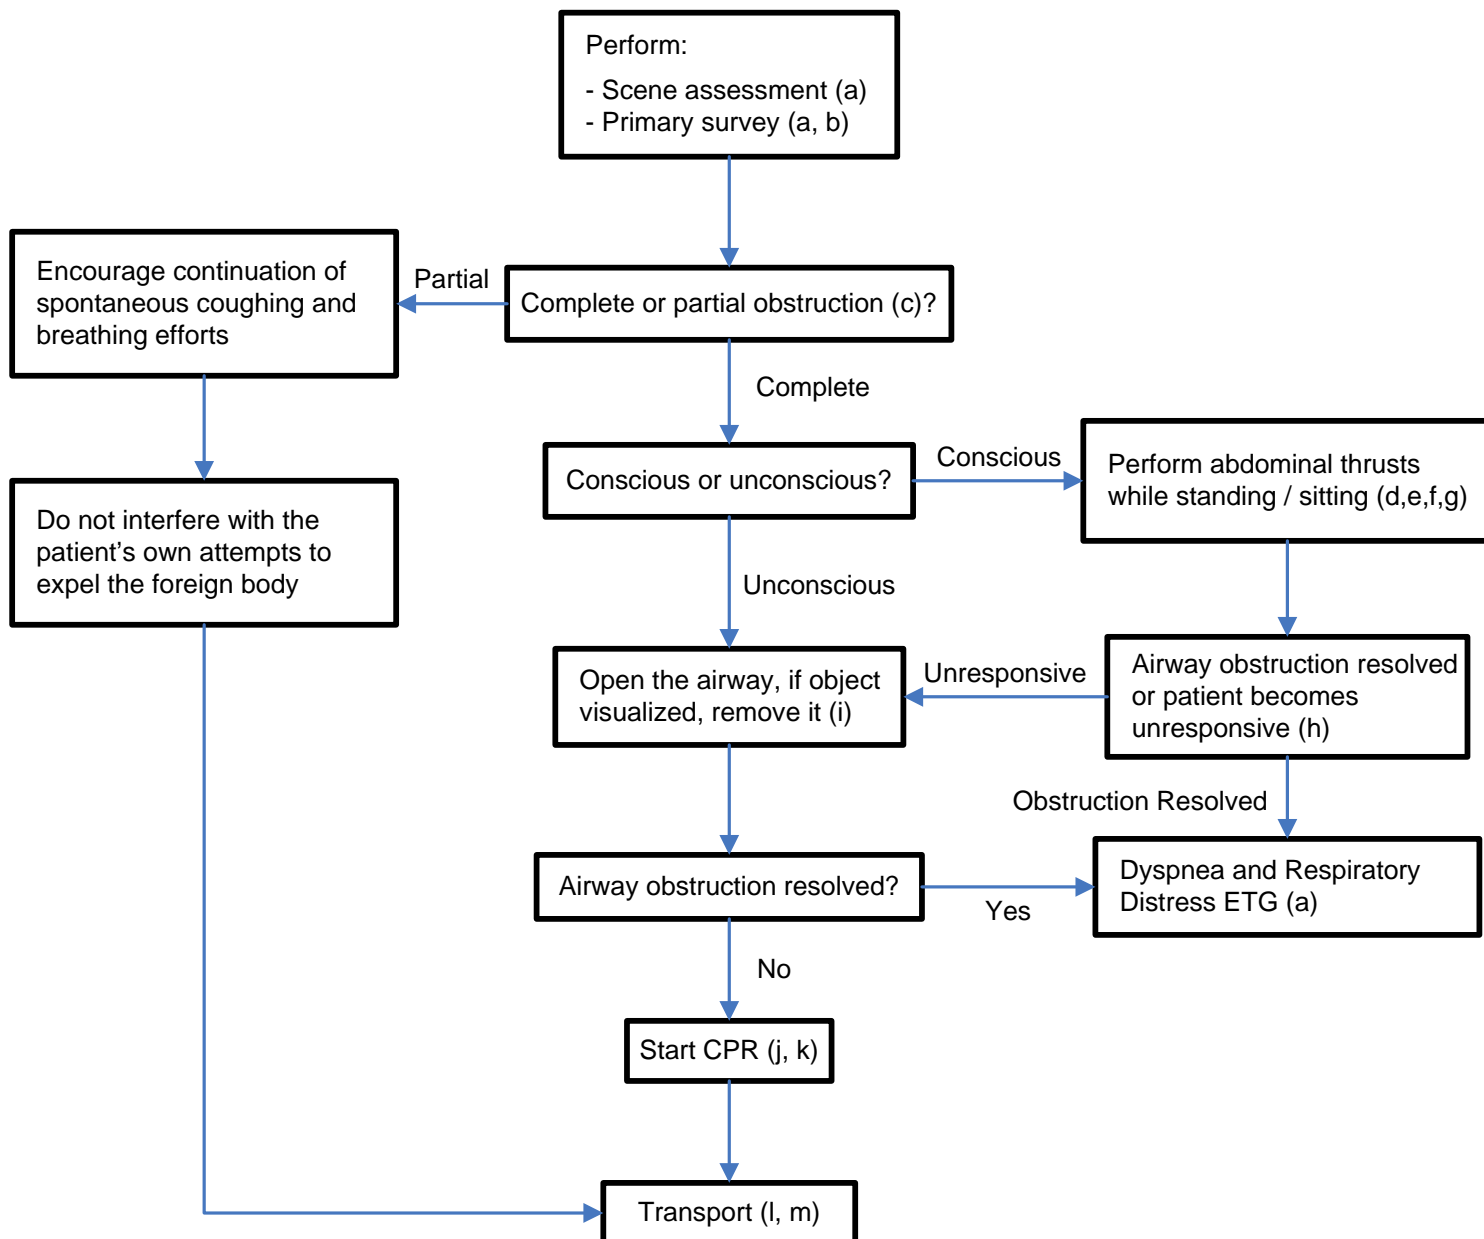 Perform:
- Scene assessment (a)
- Primary survey (a, b)
Encourage continuation of
spontaneous coughing and
breathing efforts
Partial
Complete or partial obstruction (c)?
Complete
Conscious or unconscious?
Conscious
Perform abdominal thrusts
while standing / sitting (d,e,f,g)
Do not interfere with the
patient’s own attempts to
expel the foreign body
Unconscious
Open the airway, if object
visualized, remove it (i)
Unresponsive
Airway obstruction resolved
or patient becomes
unresponsive (h)
Obstruction Resolved
Airway obstruction resolved?
Yes
Dyspnea and Respiratory
Distress ETG (a)
No
Start CPR (j, k)
Transport (l, m)